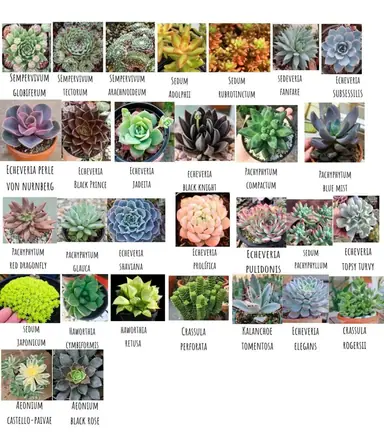 Sempervivum globiferum
Sempervivum tectorum
Sempervivum arachnoideum
Sedum adolphi
Sedum rubrotinctum
Sedeveria fanfare
Echeveria subsessilis
Echeveria perle von nurnberg
Echeveria black prince
Echeveria jadeita
Echeveria black knight
Pachyphytum compactum
Pachyphytum blue mist
Pachyphytum red dragonfly
Pachyphytum glauca
Echeveria shaviana
Echeveria prolífica
Echeveria pulidonis
Sedum pachyphyllum
Echeveria topsy turvy
Sedum japonicum
Haworthia cymbiformis
Haworthia retusa
Crassula perforata
Kalanchoe tomentosa
Echeveria elegans
Crassula rogersii
Aeonium castello-paivae
Aeonium black rose